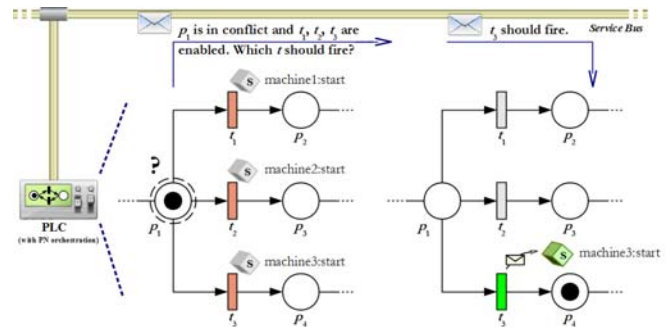 p₁ is in conflict and t₁, t₂, t₃ are
enabled. Which t should fire?
t₃ should fire.
Service Bus
S
machine1:start
t₁
p₂
?
S
machine2:start
p₁
t₂
p₃
S
machine3:start
t₃
p₄
PLC
(with PN orchestration)
t₁
p₂
p₁
t₂
p₃
S
machine3:start
t₃